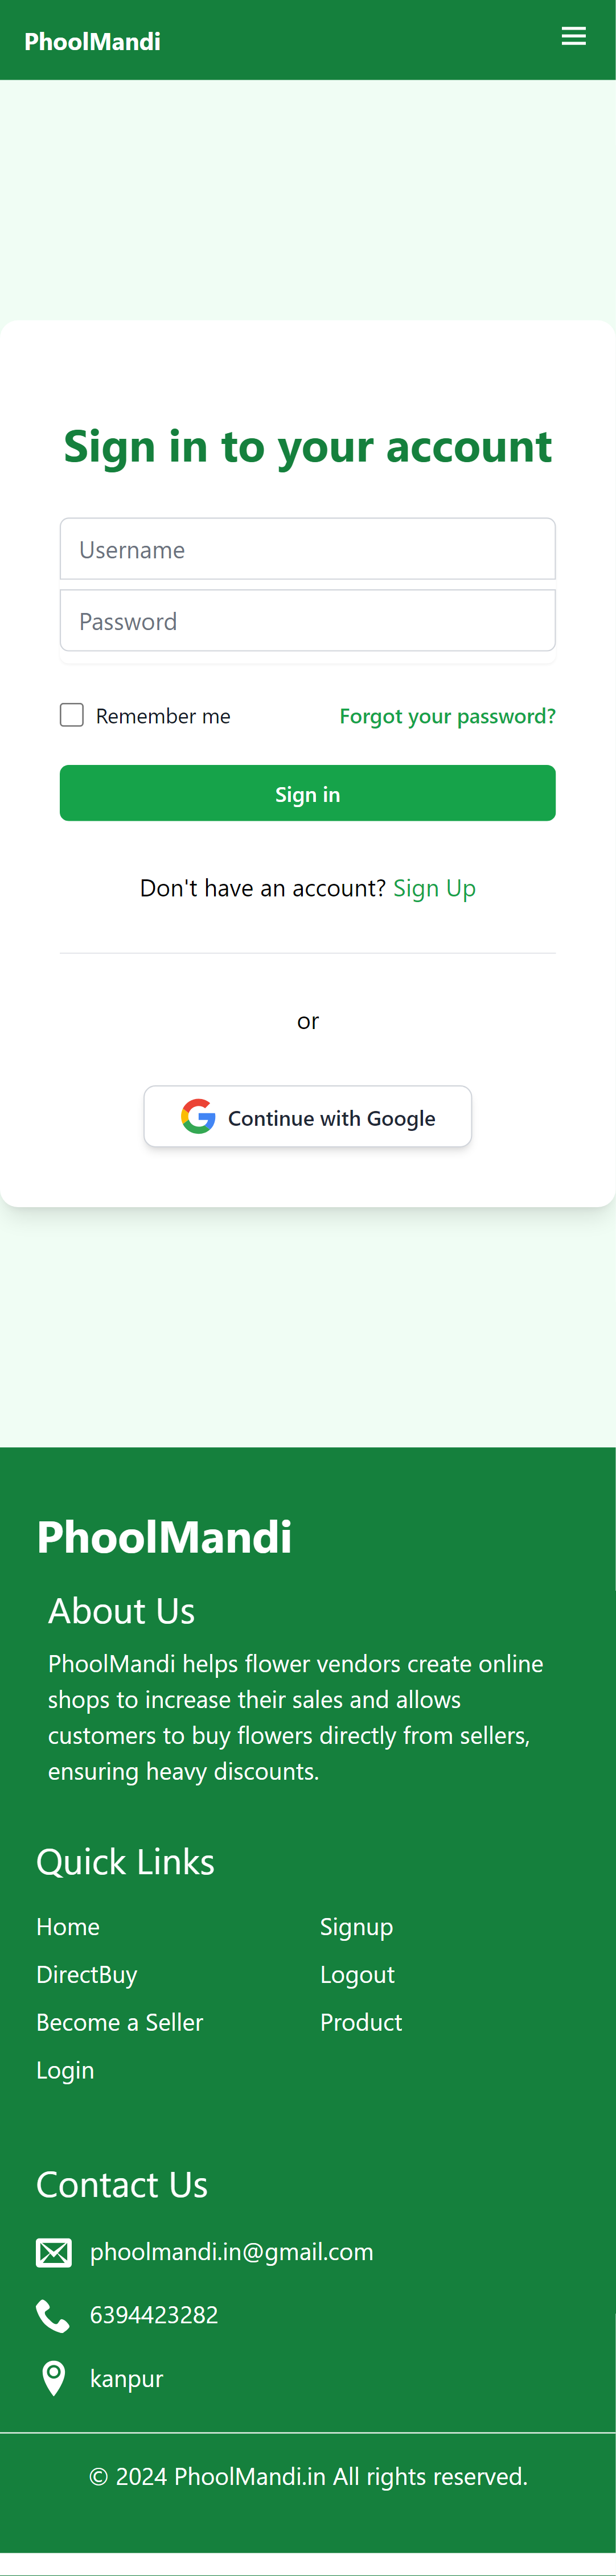 PhoolMandi
Sign in to your account
Username
Password
Remember me
Forgot your password?
Sign in
Don't have an account? Sign Up
or
Continue with Google
PhoolMandi
About Us
PhoolMandi helps flower vendors create online
shops to increase their sales and allows
customers to buy flowers directly from sellers,
ensuring heavy discounts.
Quick Links
Home
Signup
DirectBuy
Logout
Become a Seller
Product
Login
Contact Us
phoolmandi.in@gmail.com
6394423282
kanpur
© 2024 PhoolMandi.in All rights reserved.